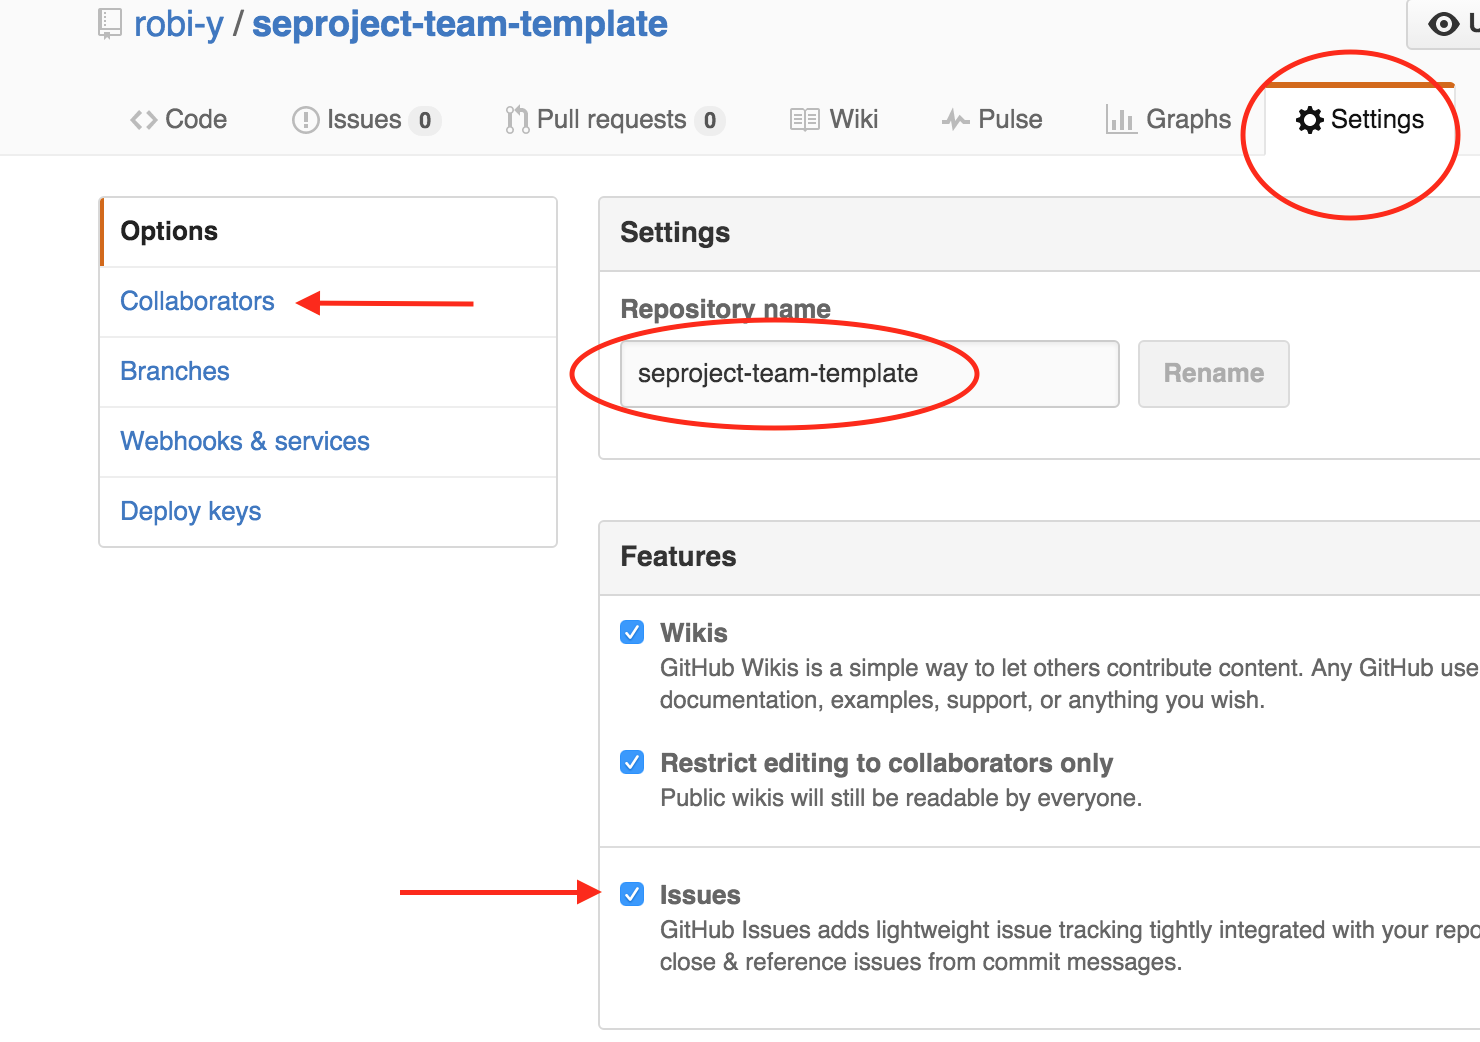 robi-y / seproject-team-template
Code Issues 0 Pull requests 0 Wiki Pulse Graphs Settings
Options
Collaborators
Branches
Webhooks & services
Deploy keys
Settings
Repository name
seproject-team-template Rename
Features
Wikis
GitHub Wikis is a simple way to let others contribute content. Any GitHub use
documentation, examples, support, or anything you wish.
Restrict editing to collaborators only
Public wikis will still be readable by everyone.
Issues
GitHub Issues adds lightweight issue tracking tightly integrated with your repo
close & reference issues from commit messages.